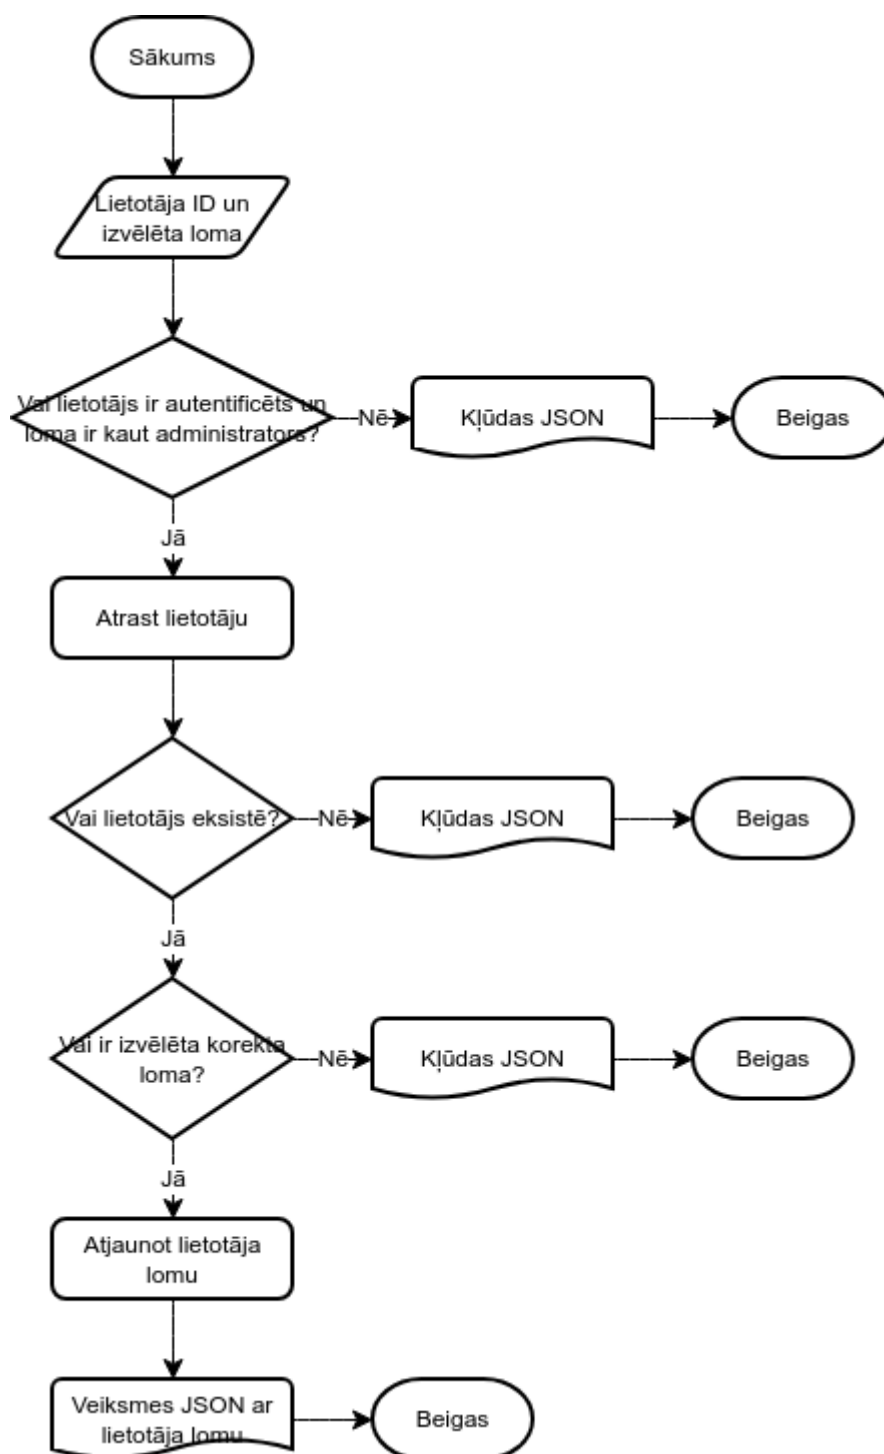 Sākums
Lietotāja ID un
izvēlēta loma
Vai lietotājs ir autentificēts un
loma ir kaut administrators?
Nē
Kļūdas JSON
Beigas
Jā
Atrast lietotāju
Vai lietotājs eksistē?
Nē
Kļūdas JSON
Beigas
Jā
Vai ir izvēlēta korekta
loma?
Nē
Kļūdas JSON
Beigas
Jā
Atjaunot lietotāja
lomu
Veiksmes JSON ar
lietotāja lomu
Beigas